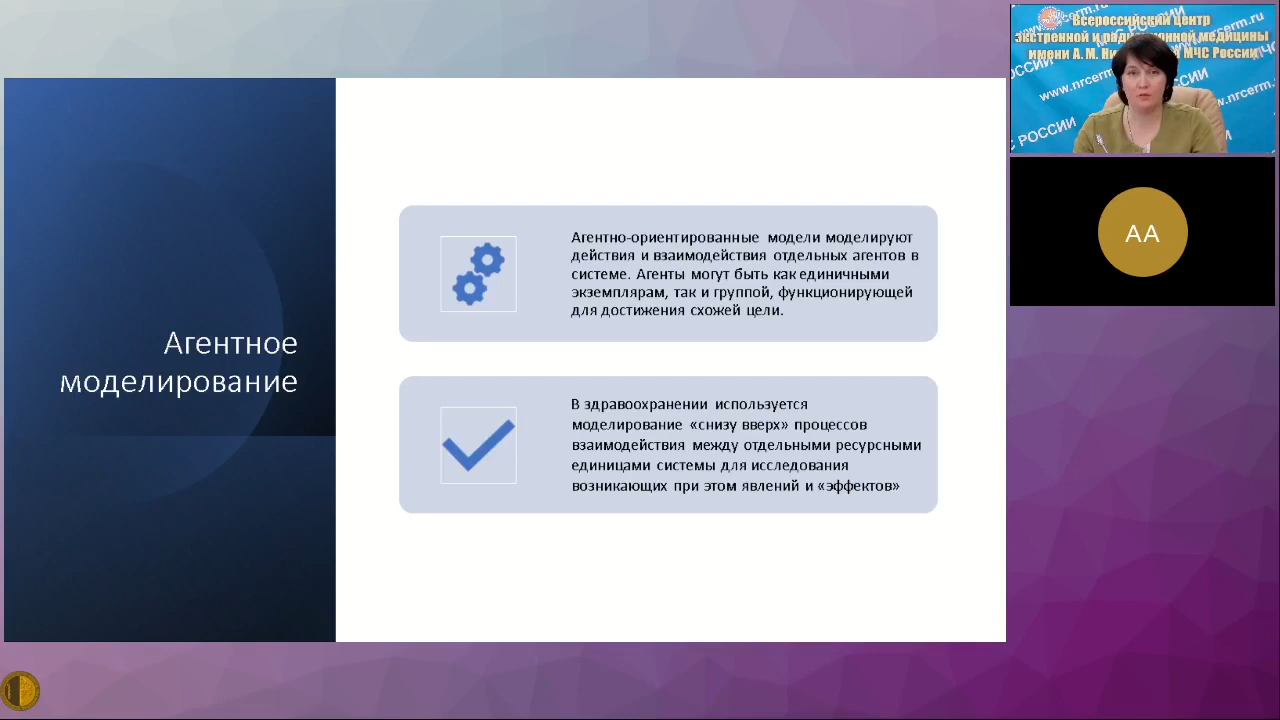 Агентное
моделирование
Агентно-ориентированные модели моделируют
действия и взаимодействия отдельных агентов в
системе. Агенты могут быть как единичными
экземплярам, так и группой, функционирующей
для достижения схожей цели.
В здравоохранении используется
моделирование «снизу вверх» процессов
взаимодействия между отдельными ресурсными
единицами системы для исследования
возникающих при этом явлений и «эффектов»
Всероссийский центр
экстренной и радиационной медицины
имени А. М. МЧС России
www.nrcerm.ru
С РОССИИ
АА